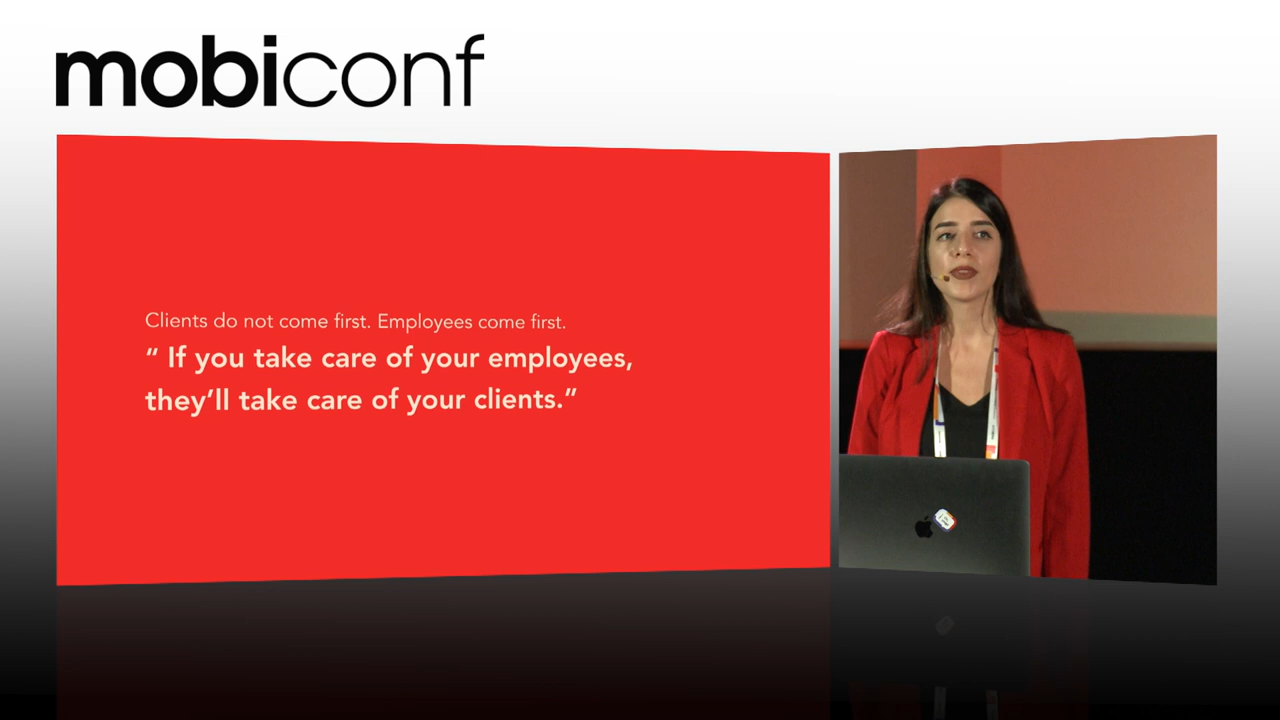 mobiconf
Clients do not come first. Employees come first.
“ If you take care of your employees,
they’ll take care of your clients.”